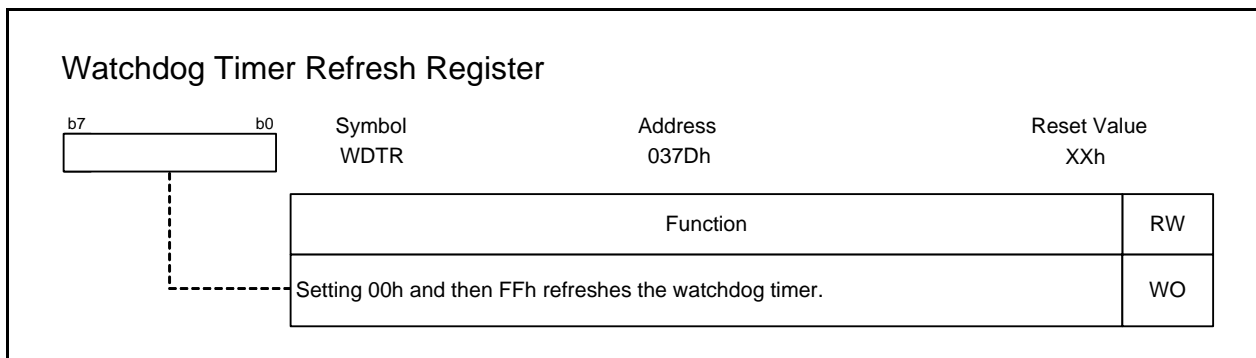 Watchdog Timer Refresh Register
b7 b0 Symbol Address Reset Value
WDTR 037Dh XXh
Function RW
Setting 00h and then FFh refreshes the watchdog timer. WO